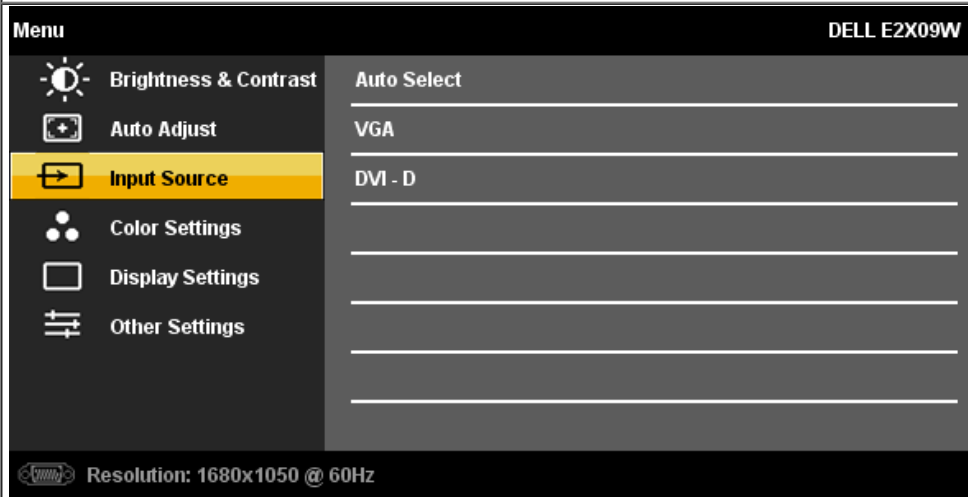 Menu DELL E2X09W
Brightness & Contrast Auto Select
Auto Adjust VGA
Input Source DVI - D
Color Settings
Display Settings
Other Settings
Resolution: 1680x1050 @ 60Hz